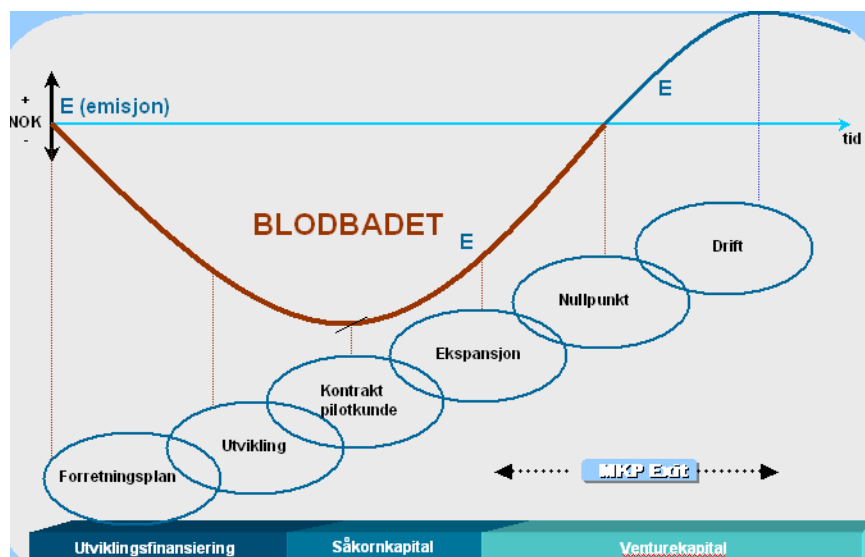 +
E (emisjon)
NOK
-
tid
E
BLODBADET
E
Drift
Nullpunkt
Ekspansjon
Kontrakt
pilotkunde
Utvikling
Forretningsplan
MKP Exit
Utviklingsfinansiering
Såkornkapital
Venturekapital